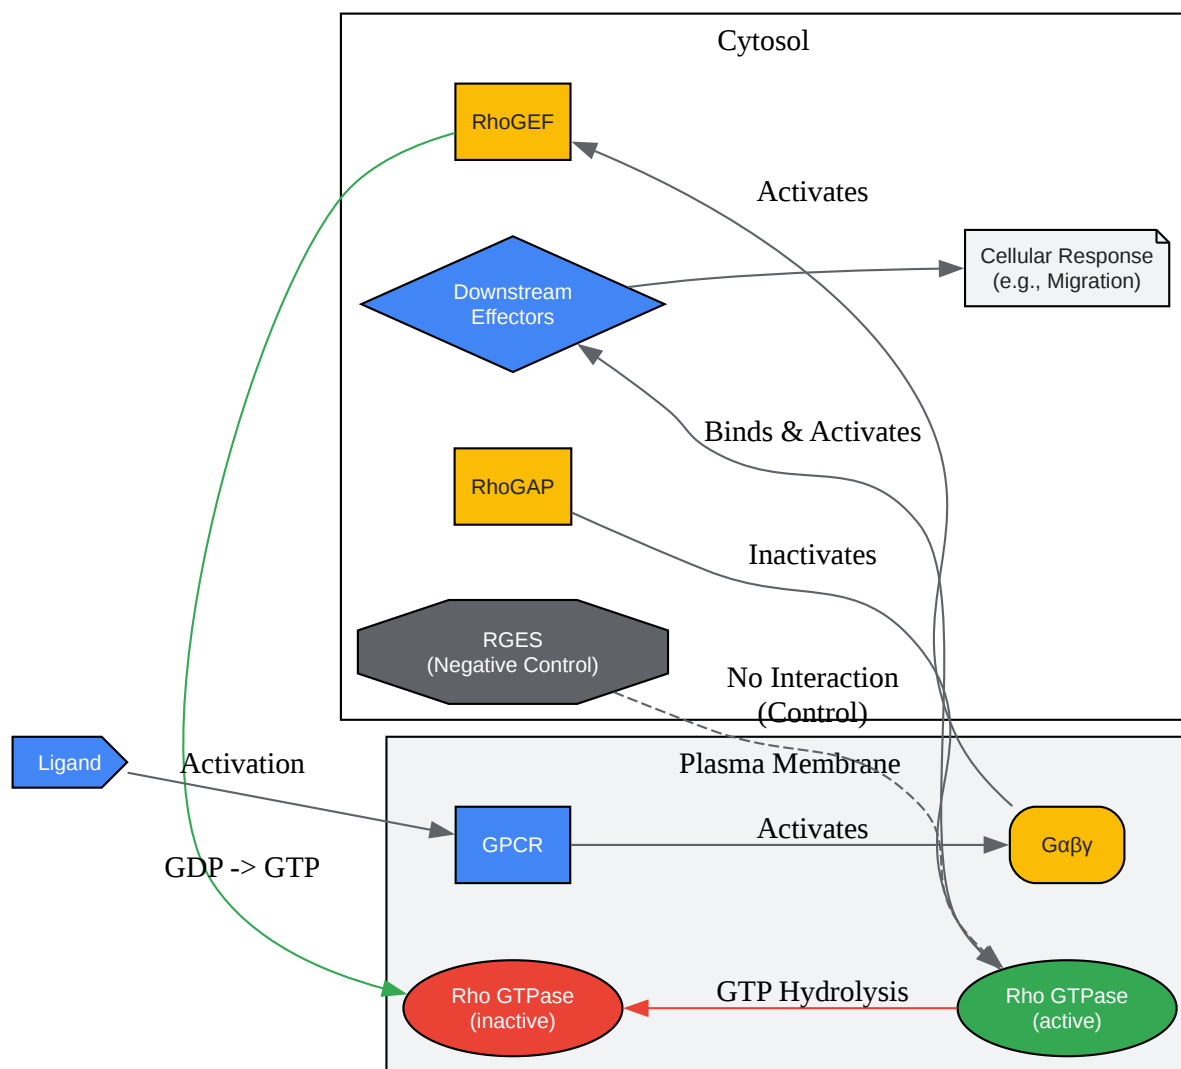 Cytosol
RhoGEF
Activates
Cellular Response
(e.g., Migration)
Downstream
Effectors
Binds & Activates
RhoGAP
Inactivates
RGES
(Negative Control)
No Interaction
(Control)
Ligand
Activation
Plasma Membrane
GPCR
Activates
Gαβγ
GDP -> GTP
Rho GTPase
(inactive)
GTP Hydrolysis
Rho GTPase
(active)